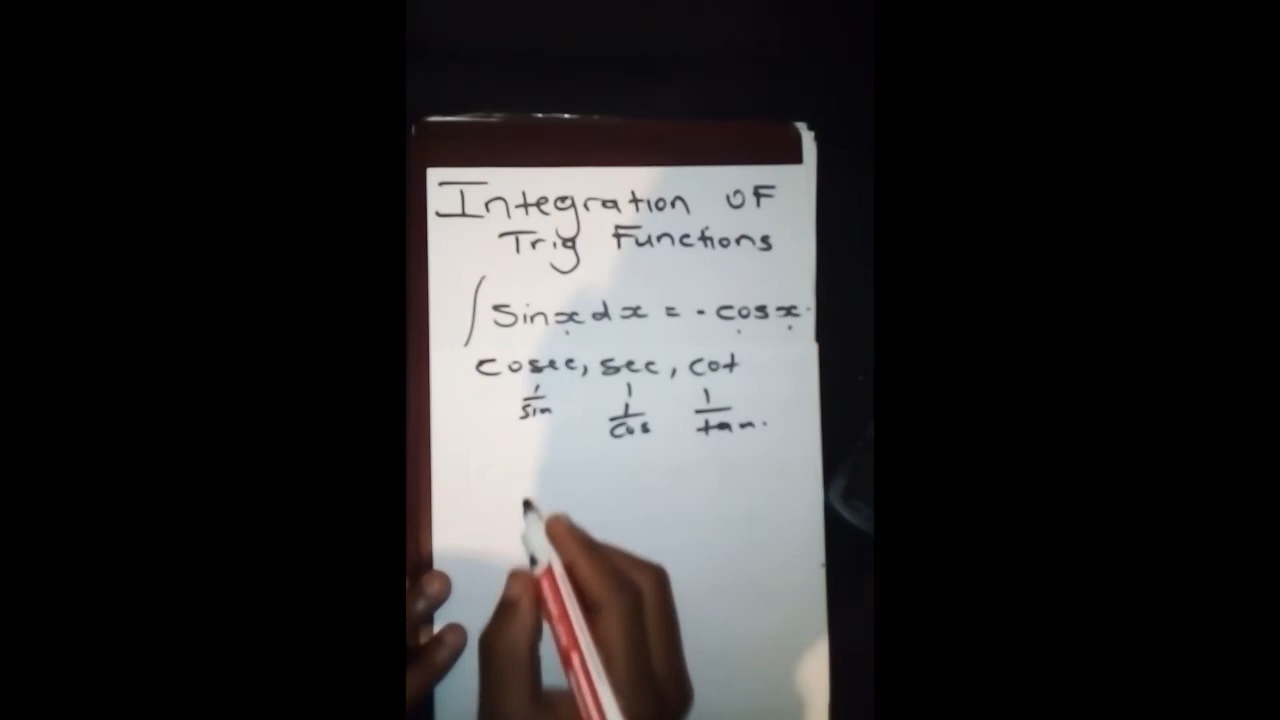 Integration of
Trig Functions
∫ Sinx dx = - cosx.
cosec, sec, cot
1/sin 1/cos 1/tan.